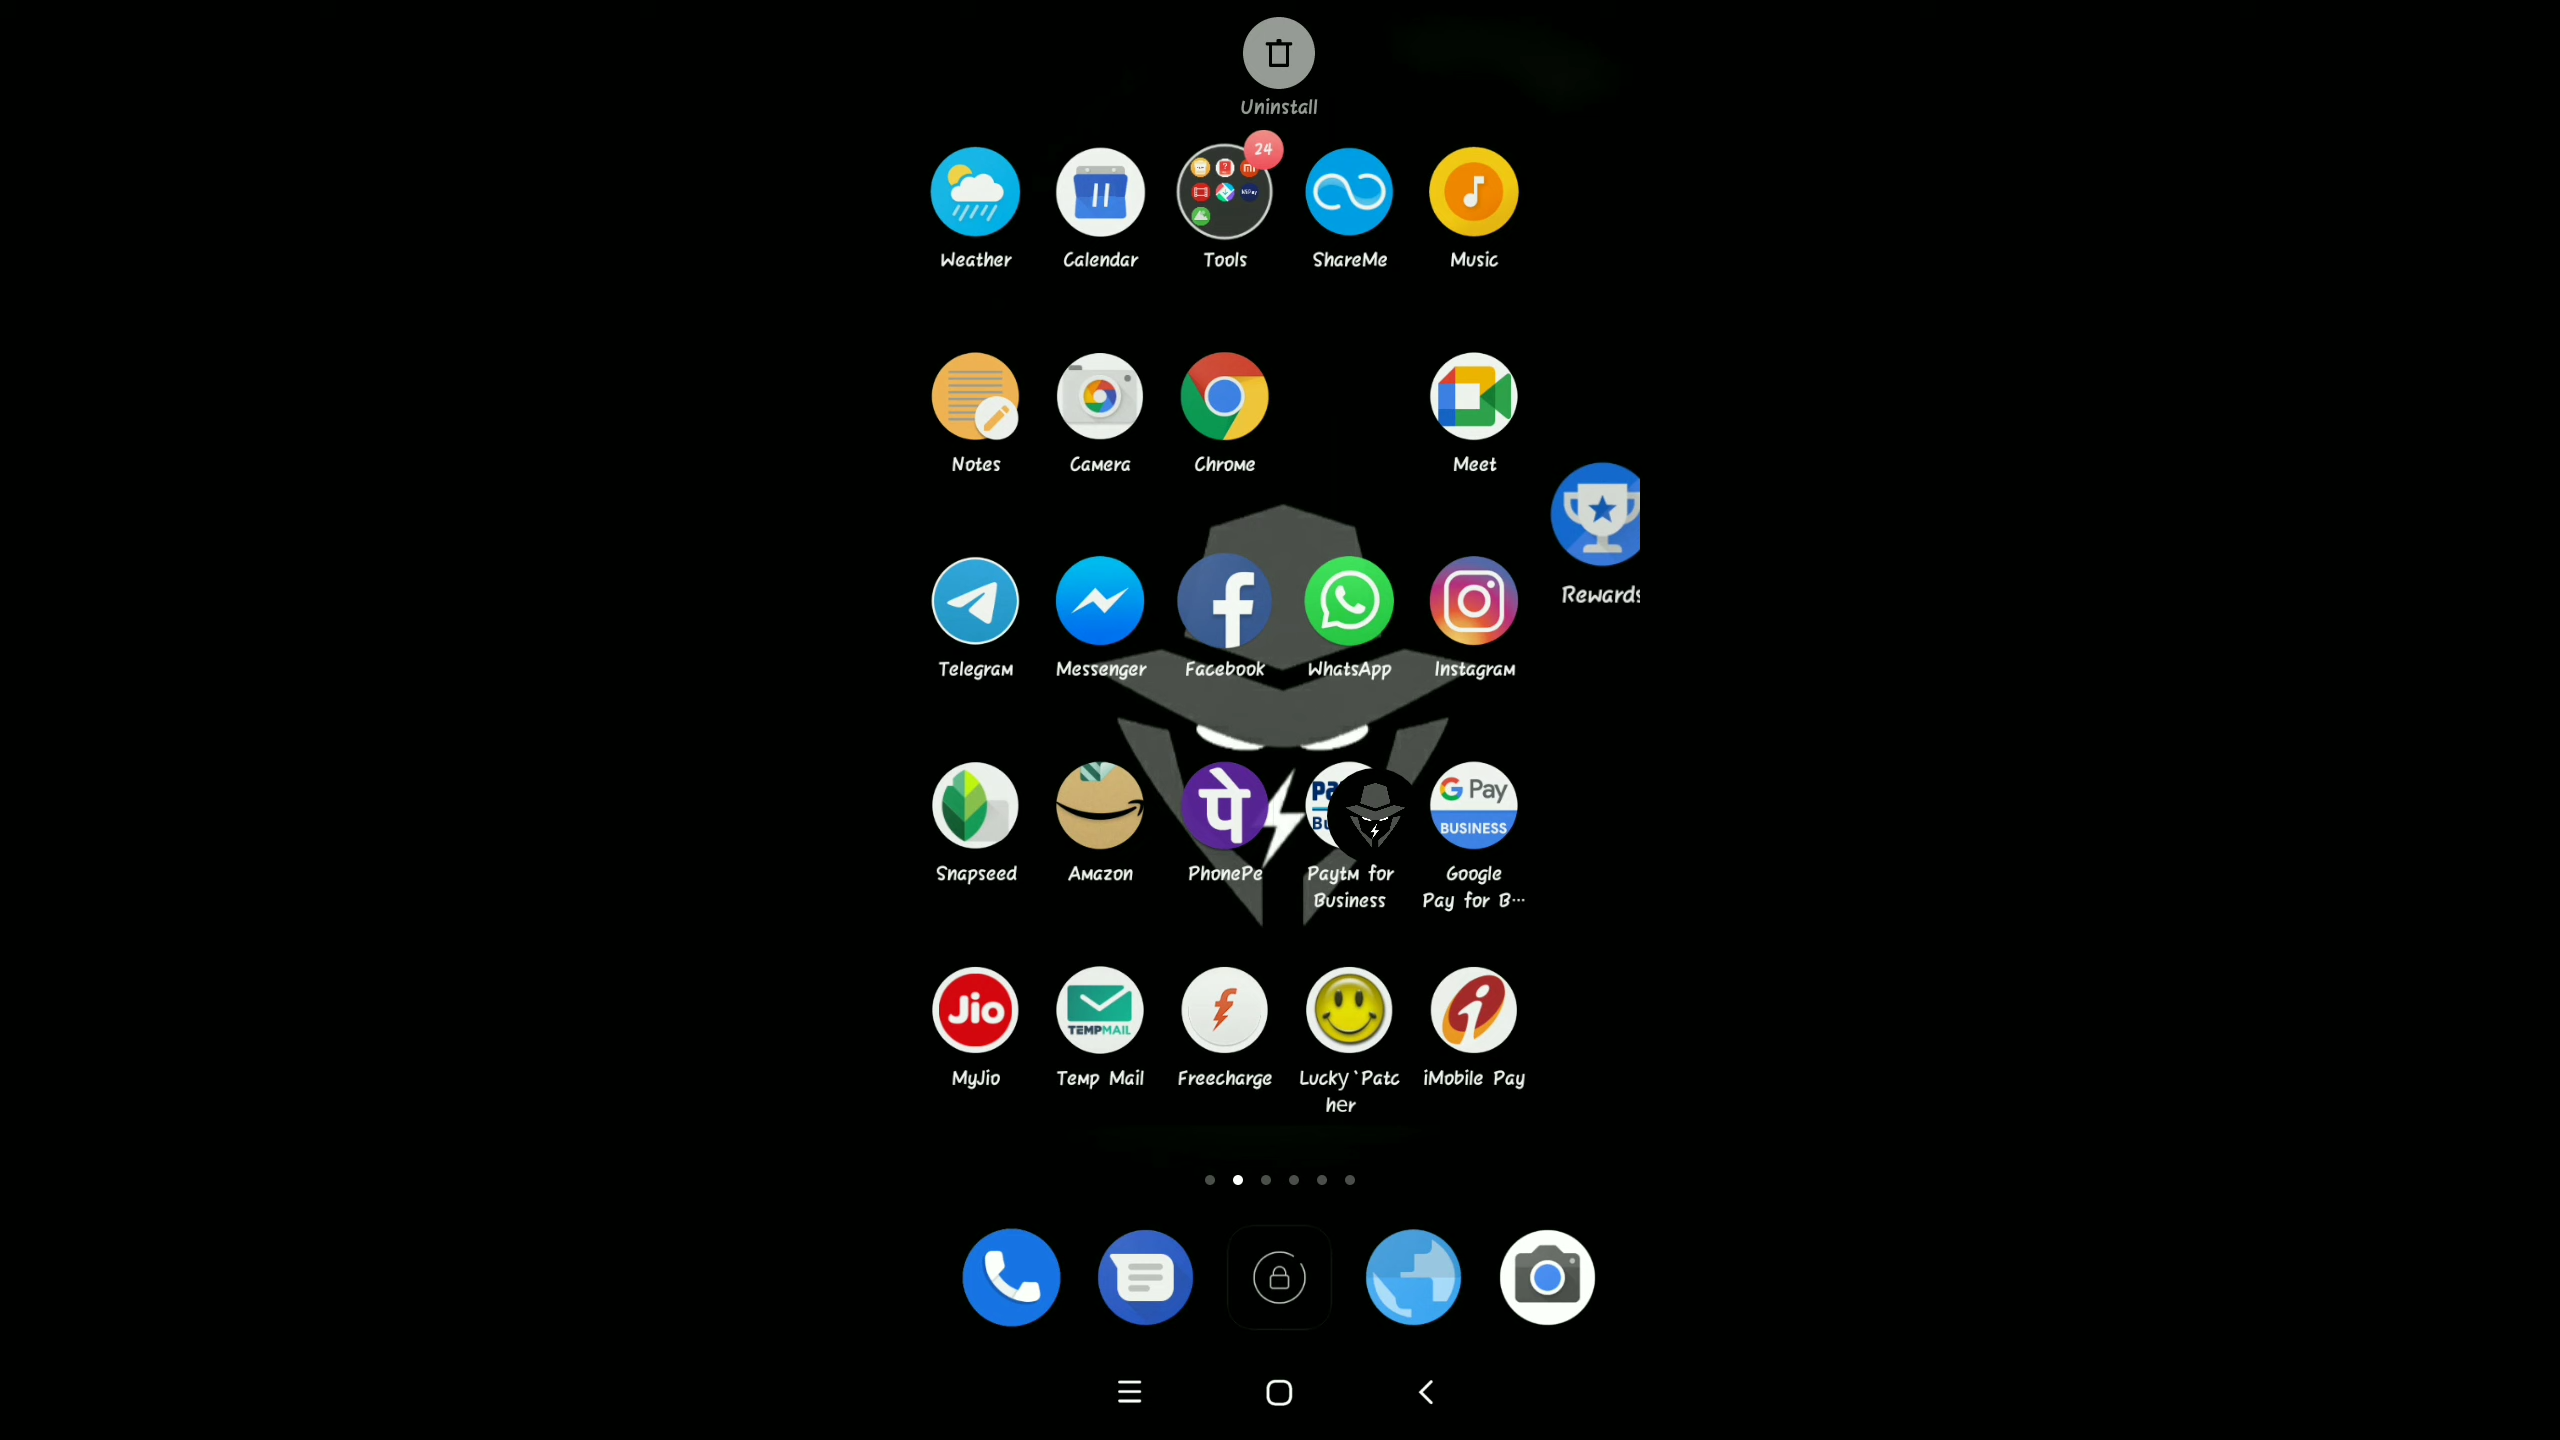 Uninstall
24
Weather
Calendar
Tools
ShareMe
Music
Notes
Camera
Chrome
Meet
Rewards
Telegram
Messenger
Facebook
WhatsApp
Instagram
पे
G Pay
BUSINESS
Snapseed
Amazon
PhonePe
Paytm for
Business
Google
Pay for B...
Jio
TEMPMAIL
MyJio
Temp Mail
Freecharge
Lucky `Patc
her
iMobile Pay